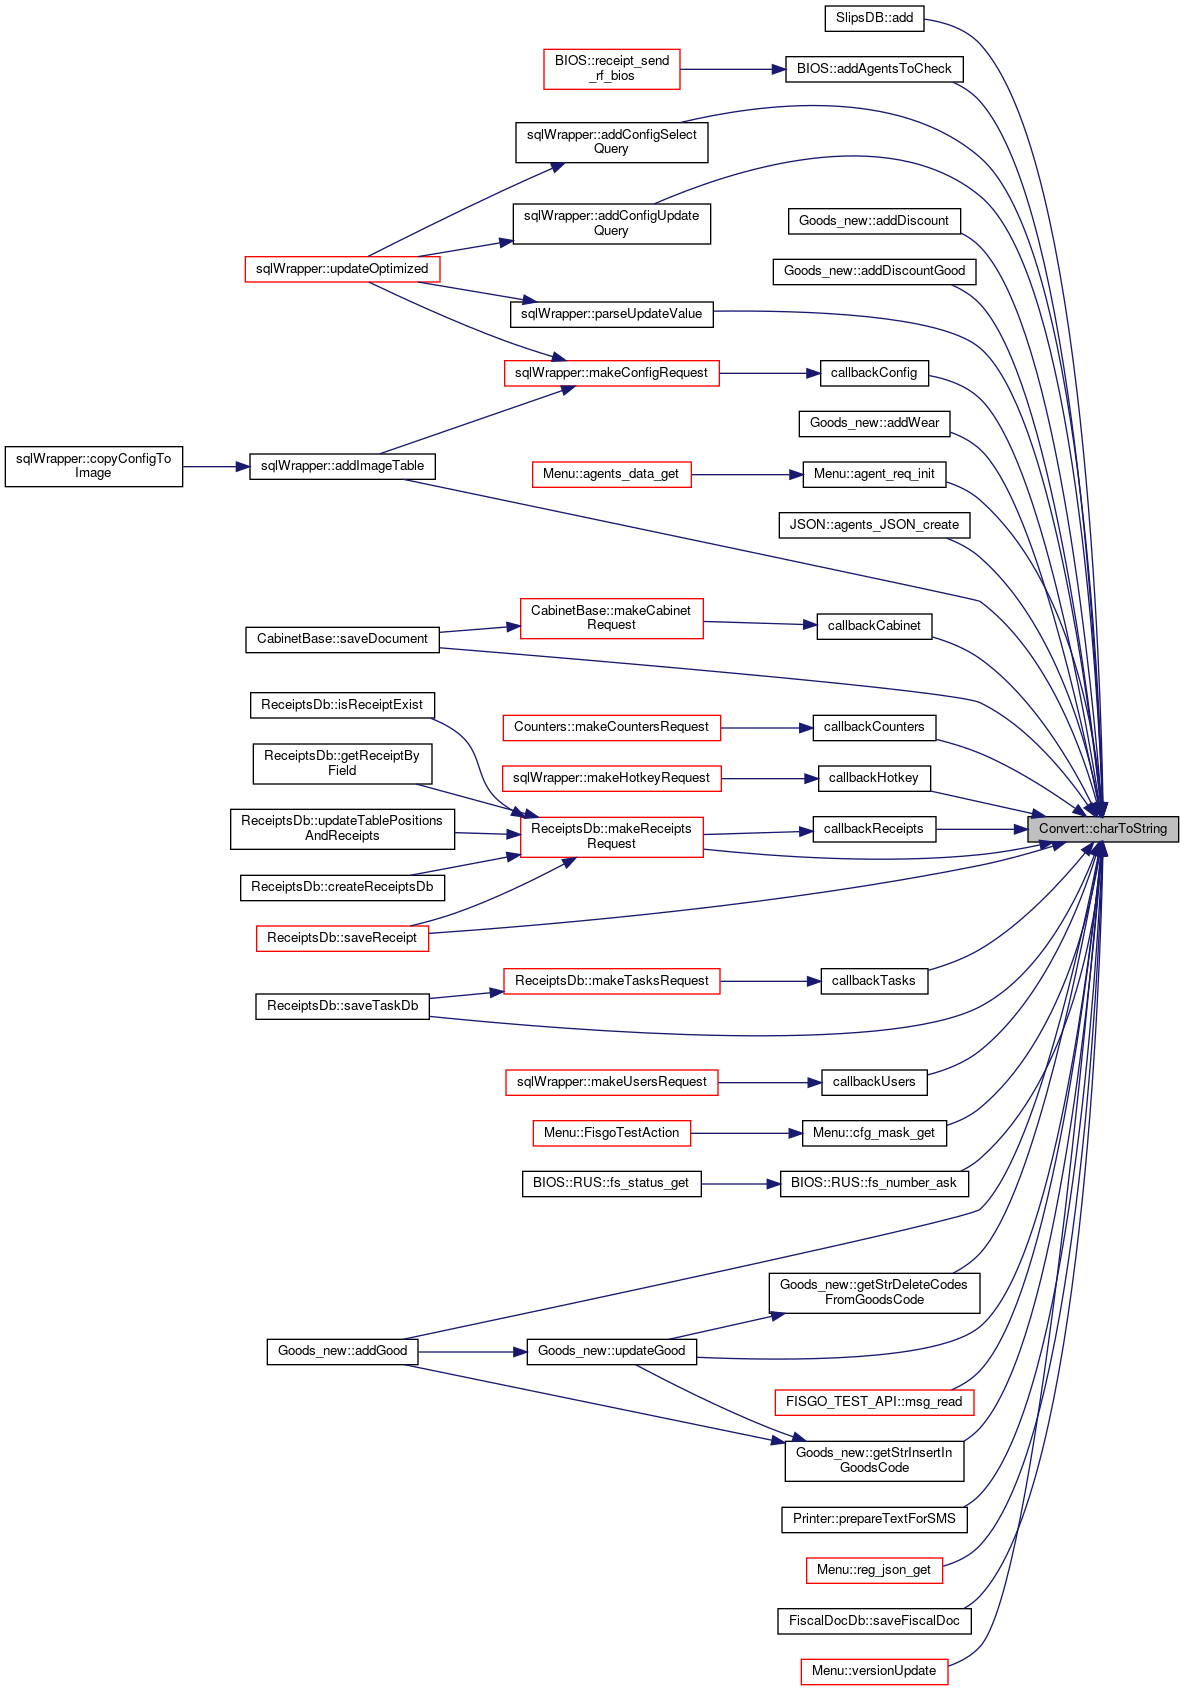 SlipsDB::add
BIOS::receipt_send
_rf_bios
BIOS::addAgentsToCheck
sqlWrapper::addConfigSelect
Query
sqlWrapper::addConfigUpdate
Query
Goods_new::addDiscount
Goods_new::addDiscountGood
sqlWrapper::updateOptimized
sqlWrapper::parseUpdateValue
sqlWrapper::makeConfigRequest
callbackConfig
Goods_new::addWear
sqlWrapper::copyConfigTo
Image
sqlWrapper::addImageTable
Menu::agents_data_get
Menu::agent_req_init
JSON::agents_JSON_create
CabinetBase::makeCabinet
Request
callbackCabinet
CabinetBase::saveDocument
ReceiptsDb::isReceiptExist
Counters::makeCountersRequest
callbackCounters
ReceiptsDb::getReceiptBy
Field
sqlWrapper::makeHotkeyRequest
callbackHotkey
ReceiptsDb::updateTablePositions
AndReceipts
ReceiptsDb::makeReceipts
Request
callbackReceipts
Convert::charToString
ReceiptsDb::createReceiptsDb
ReceiptsDb::saveReceipt
ReceiptsDb::makeTasksRequest
callbackTasks
ReceiptsDb::saveTaskDb
sqlWrapper::makeUsersRequest
callbackUsers
Menu::FisgoTestAction
Menu::cfg_mask_get
BIOS::RUS::fs_status_get
BIOS::RUS::fs_number_ask
Goods_new::getStrDeleteCodes
FromGoodsCode
Goods_new::addGood
Goods_new::updateGood
FISGO_TEST_API::msg_read
Goods_new::getStrInsertIn
GoodsCode
Printer::prepareTextForSMS
Menu::reg_json_get
FiscalDocDb::saveFiscalDoc
Menu::versionUpdate